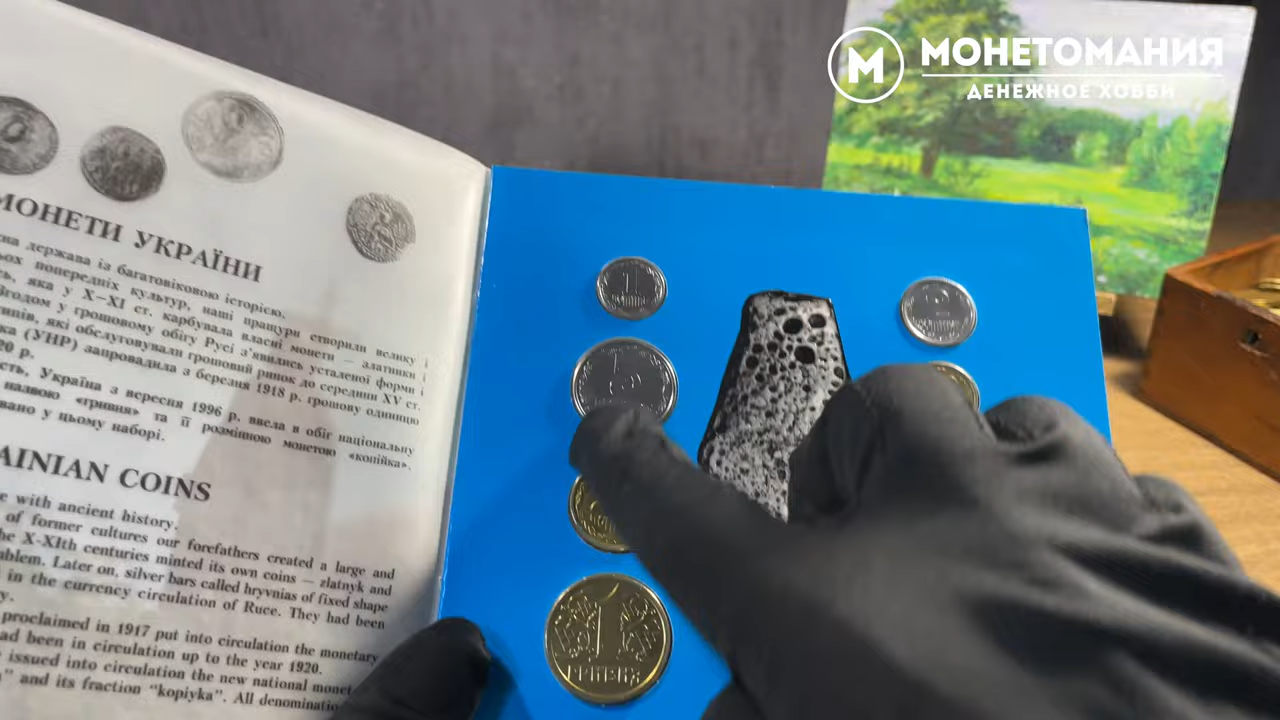 МОНЕТОМАНИЯ
ДЕНЕЖНОЕ ХОББИ
МОНЕТИ УКРАЇНИ
держава із багатовіковою історією.
попередніх культур, наші пращури створили велику і
яка у X–XI ст. карбувала власні монети — златники
Згодом у грошовому обігу Русі з'явились усталеної форми
які обслуговували грошовий ринок до середини XV ст.
(УНР) запровадила з березня 1918 р. грошову одиницю
20 р.
Україна з вересня 1996 р. ввела в обіг національну
назвою «гривня» та її розмінною монетою «копійка».
у цьому наборі.
AINIAN COINS
with ancient history.
of former cultures our forefathers created a large and
X-XIth centuries minted its own coins — zlatnyk and
Later on, silver bars called hryvnias of fixed shape
in the currency circulation of Ruce. They had been
proclaimed in 1917 put into circulation the monetary
had been in circulation up to the year 1920.
issued into circulation the new national
and its fraction "kopiyka". All
1
КОПІЙКА
2
КОПІЙКИ
5
1
ГРИВНЯ